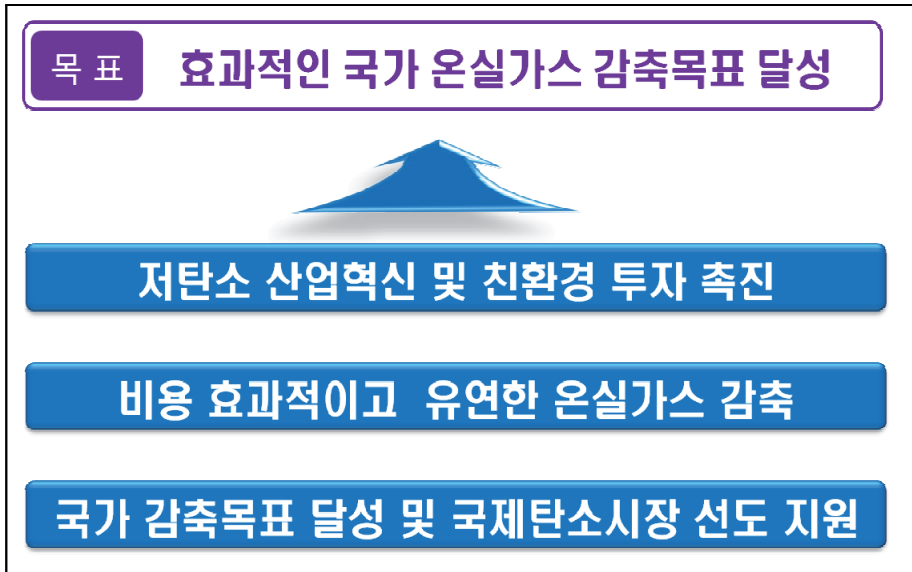 목 표 효과적인 국가 온실가스 감축목표 달성
저탄소 산업혁신 및 친환경 투자 촉진
비용 효과적이고 유연한 온실가스 감축
국가 감축목표 달성 및 국제탄소시장 선도 지원